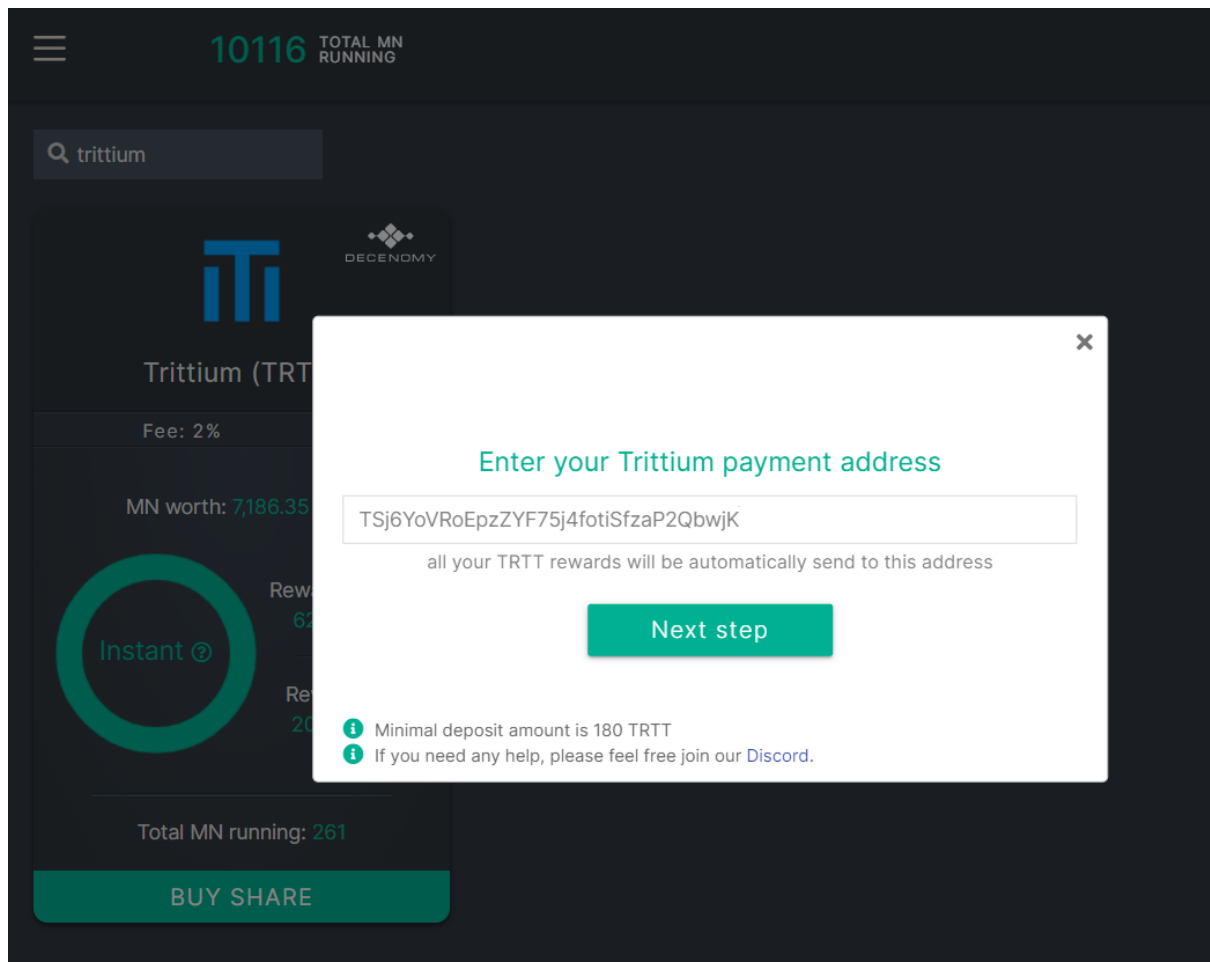 10116 TOTAL MN
RUNNING
trittium
DECENOMY
Trittium (TRT
Fee: 2%
MN worth: 7,186.35
Instant
Enter your Trittium payment address
TSj6YoVRoEpzZYF75j4fotiSfzaP2QbwjK
all your TRTT rewards will be automatically send to this address
Next step
Minimal deposit amount is 180 TRTT
If you need any help, please feel free join our Discord.
Total MN running: 261
BUY SHARE